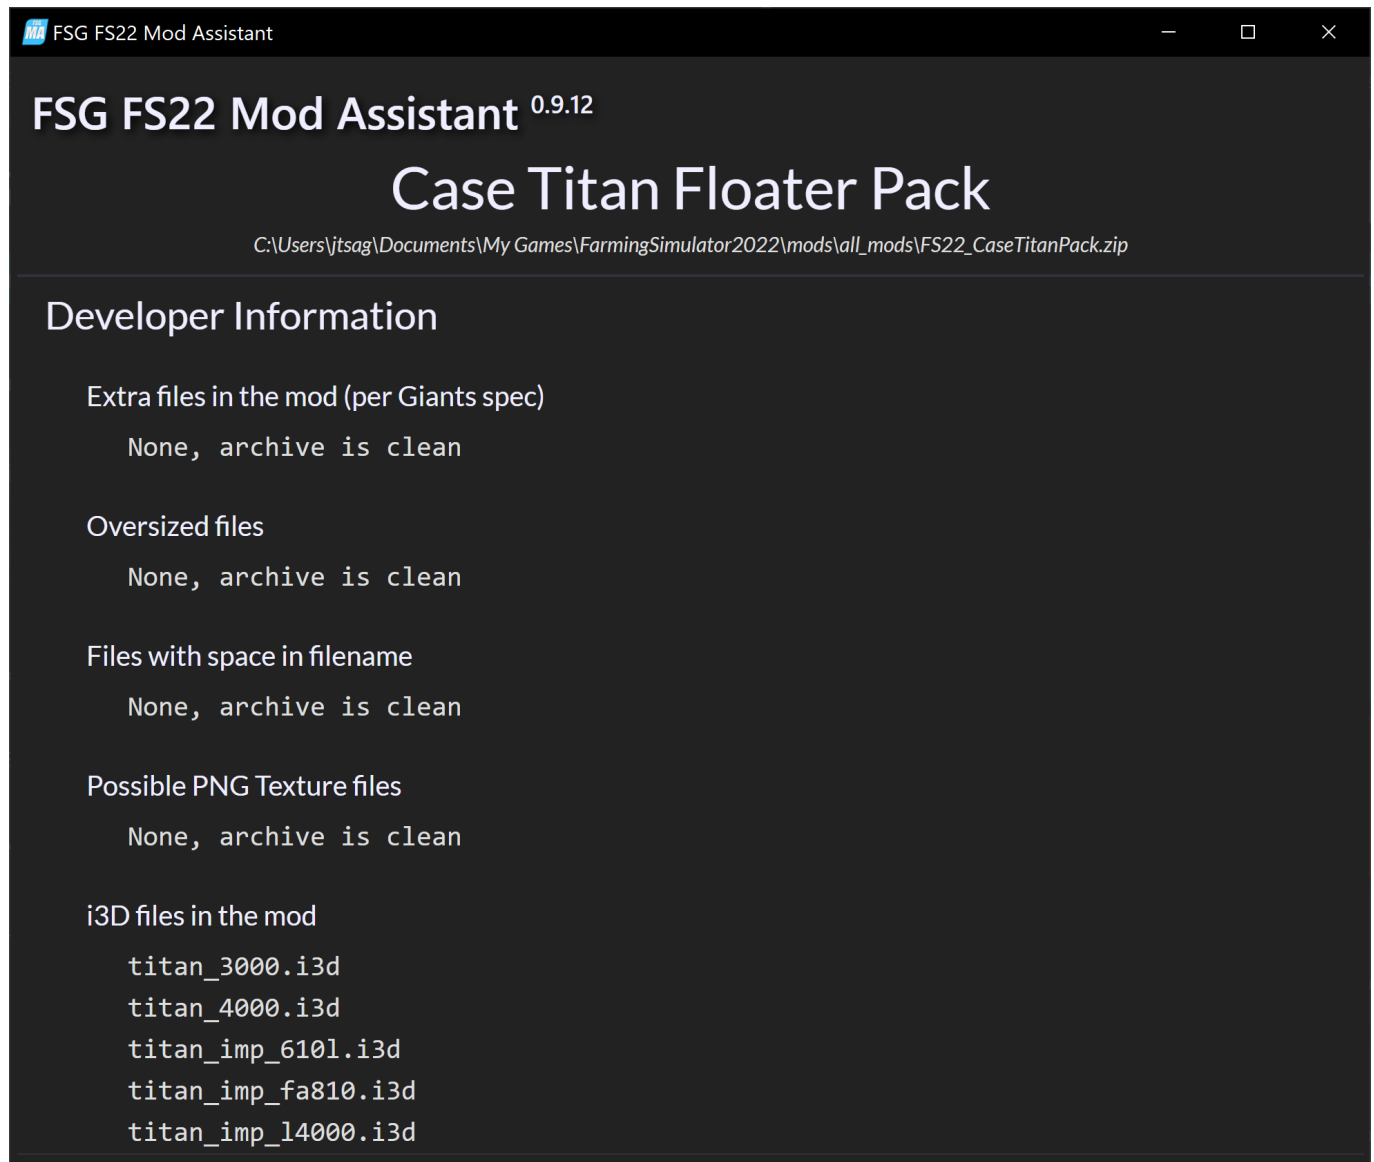 FSG FS22 Mod Assistant
FSG FS22 Mod Assistant 0.9.12
Case Titan Floater Pack
C:\Users\jtsag\Documents\My Games\FarmingSimulator2022\mods\all_mods\FS22_CaseTitanPack.zip
Developer Information
Extra files in the mod (per Giants spec)
None, archive is clean
Oversized files
None, archive is clean
Files with space in filename
None, archive is clean
Possible PNG Texture files
None, archive is clean
i3D files in the mod
titan_3000.i3d
titan_4000.i3d
titan_imp_610l.i3d
titan_imp_fa810.i3d
titan_imp_l4000.i3d